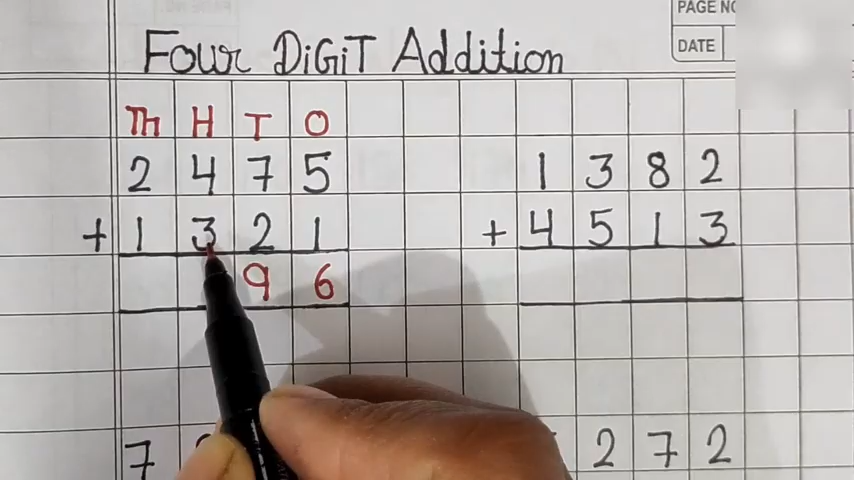 PAGE NO
DATE
Four DiGiT Addition
Th H T O
2 4 7 5
+ 1 3 2 1
9 6
1 3 8 2
+ 4 5 1 3
7
2 7 2